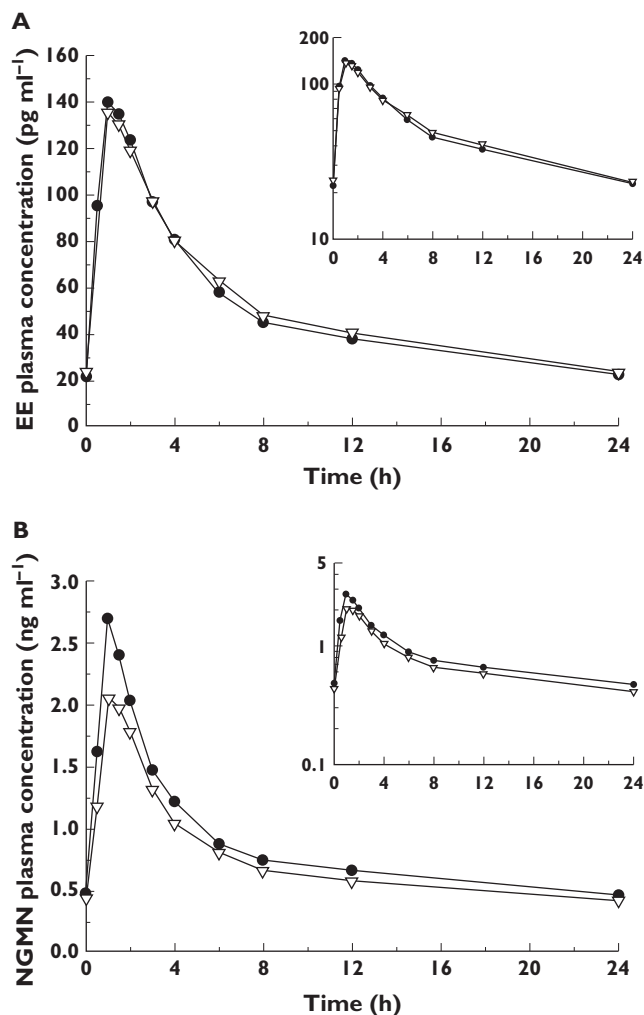 A
EE plasma concentration (pg ml⁻¹)
160
140
120
100
80
60
40
20
0
0 4 8 12 16 20 24
Time (h)
200
100
10
0 4 8 12 16 20 24
B
NGMN plasma concentration (ng ml⁻¹)
3.0
2.5
2.0
1.5
1.0
0.5
0.0
0 4 8 12 16 20 24
Time (h)
5
1
0.1
0 4 8 12 16 20 24